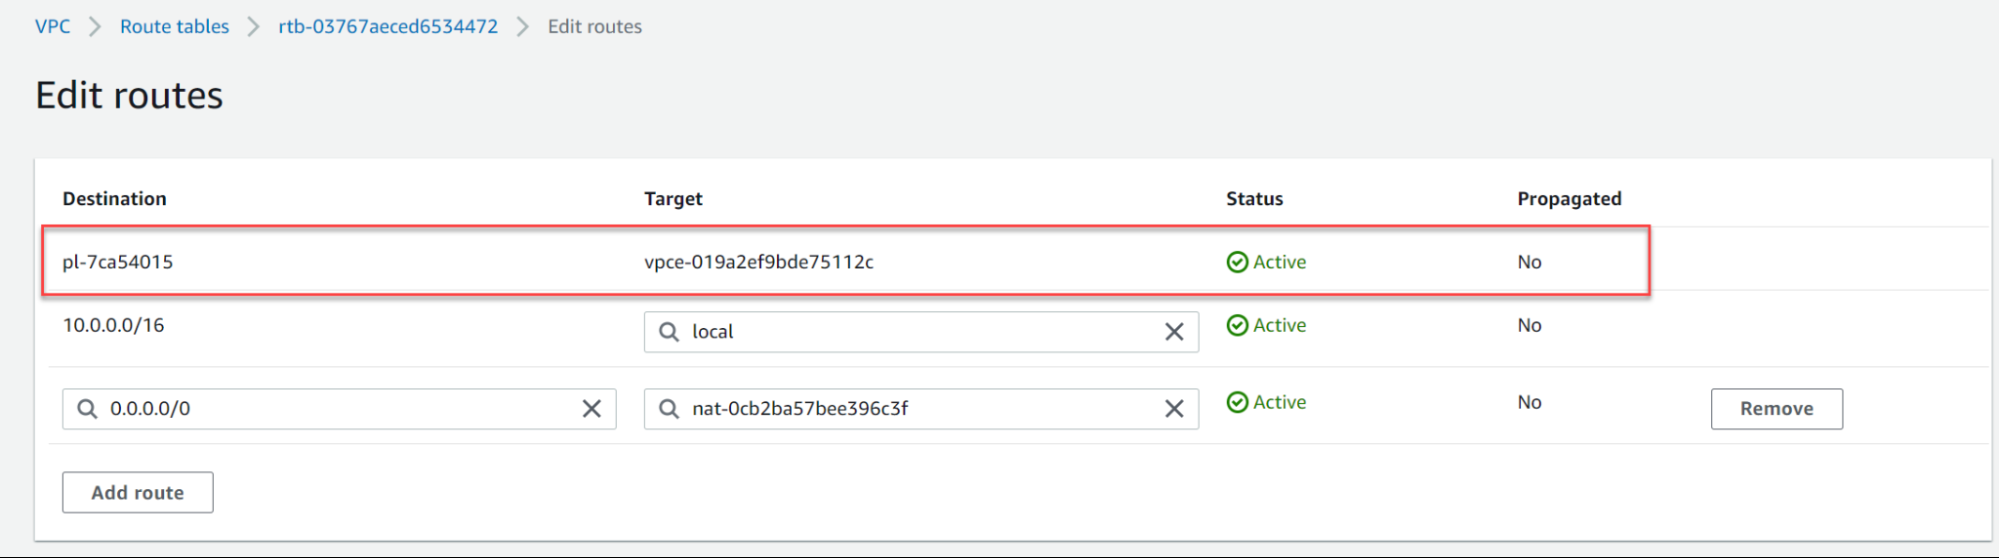 VPC > Route tables > rtb-03767aeced6534472 > Edit routes
Edit routes
Destination Target Status Propagated
pl-7ca54015 vpce-019a2ef9bde75112c Active No
10.0.0.0/16 local Active No
0.0.0.0/0 nat-0cb2ba57bee396c3f Active No Remove
Add route